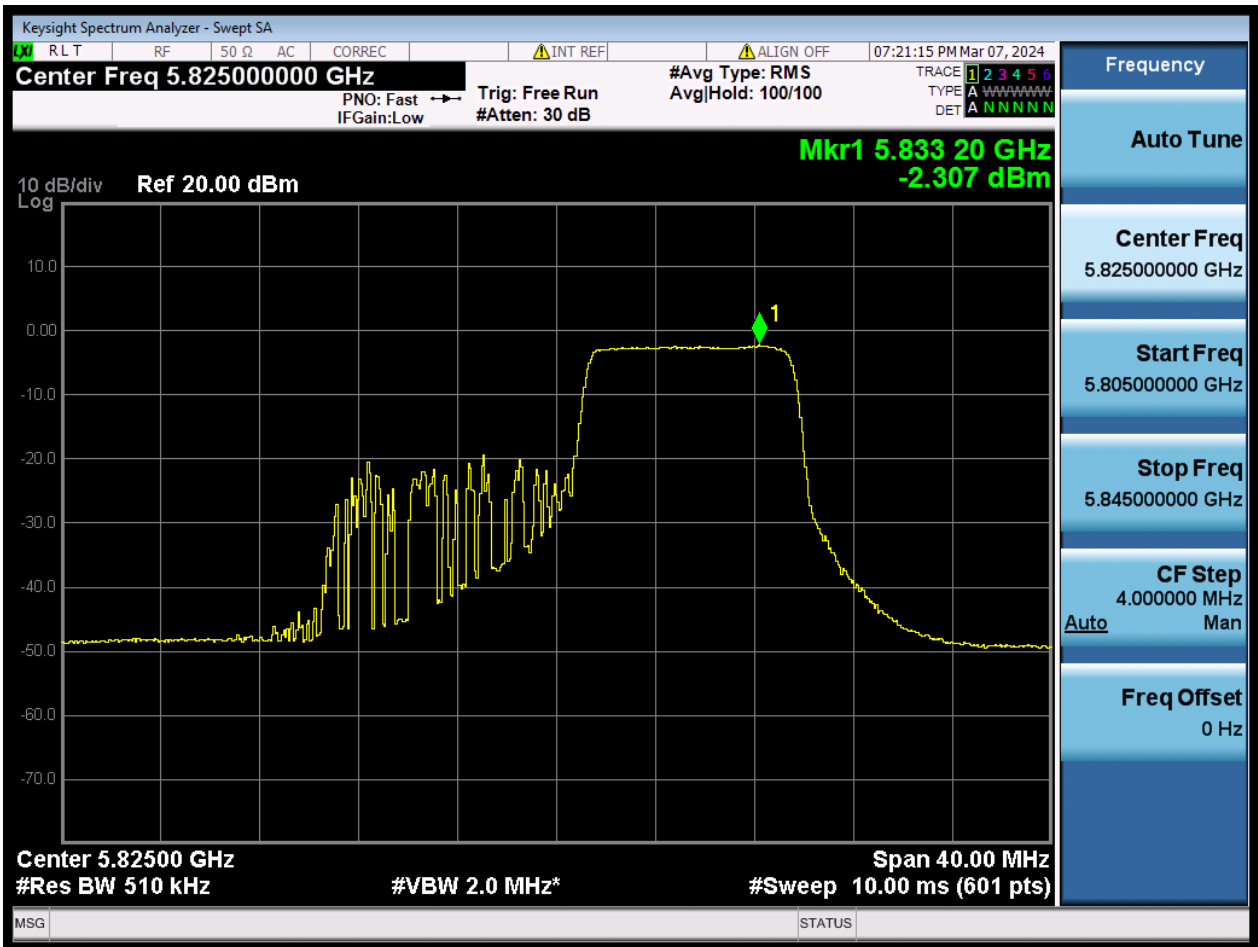 Keysight Spectrum Analyzer - Swept SA
LXI RLT RF 50 Ω AC CORREC INT REF ALIGN OFF 07:21:15 PM Mar 07, 2024
Center Freq 5.825000000 GHz
PNO: Fast
IFGain:Low
Trig: Free Run
#Atten: 30 dB
#Avg Type: RMS
Avg|Hold: 100/100
TRACE 1 2 3 4 5 6
TYPE A WWWWW
DET A N N N N N
Mkr1 5.833 20 GHz
-2.307 dBm
10 dB/div Ref 20.00 dBm
Log
10.0
0.00
-10.0
-20.0
-30.0
-40.0
-50.0
-60.0
-70.0
1
Center 5.82500 GHz Span 40.00 MHz
#Res BW 510 kHz #VBW 2.0 MHz* #Sweep 10.00 ms (601 pts)
MSG STATUS
Frequency
Auto Tune
Center Freq
5.825000000 GHz
Start Freq
5.805000000 GHz
Stop Freq
5.845000000 GHz
CF Step
4.000000 MHz
Auto Man
Freq Offset
0 Hz